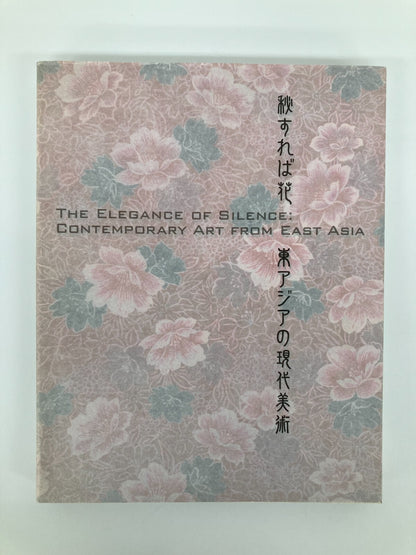 秘すれば花 東アジアの現代美術
THE ELEGANCE OF SILENCE:
CONTEMPORARY ART FROM EAST ASIA